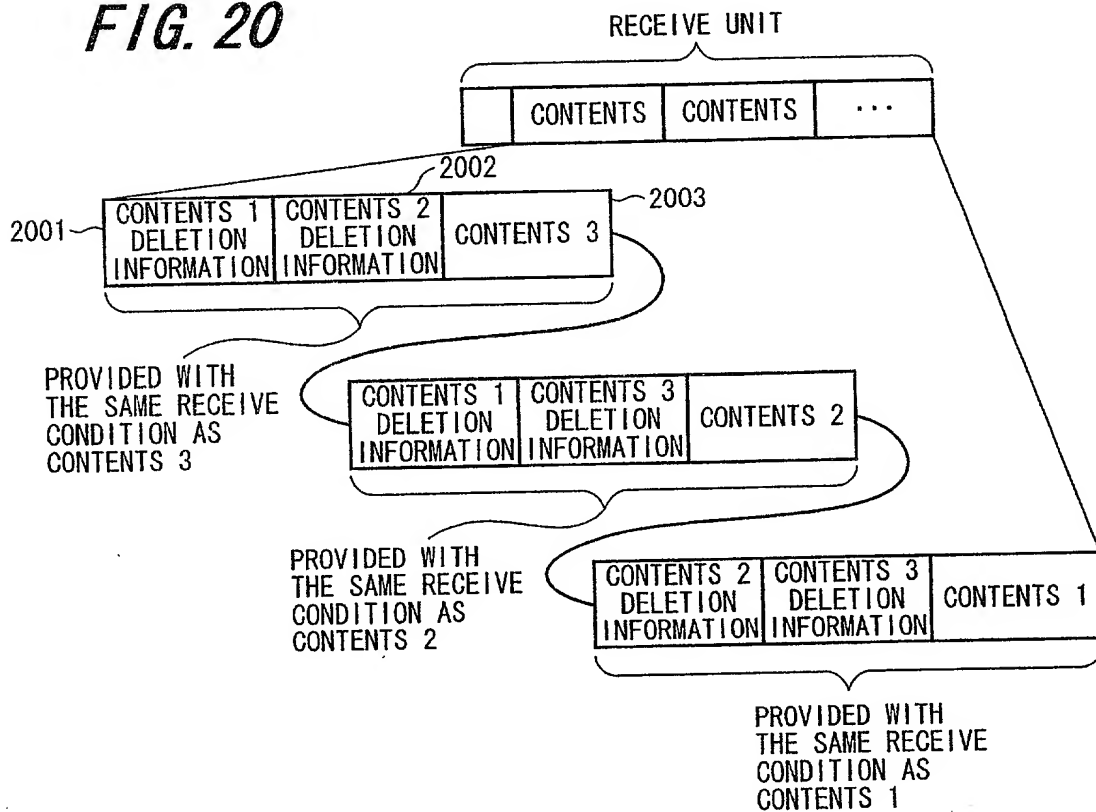 FIG. 20
RECEIVE UNIT
CONTENTS
CONTENTS
...
2001
2002
2003
CONTENTS 1
DELETION
INFORMATION
CONTENTS 2
DELETION
INFORMATION
CONTENTS 3
PROVIDED WITH
THE SAME RECEIVE
CONDITION AS
CONTENTS 3
CONTENTS 1
DELETION
INFORMATION
CONTENTS 3
DELETION
INFORMATION
CONTENTS 2
PROVIDED WITH
THE SAME RECEIVE
CONDITION AS
CONTENTS 2
CONTENTS 2
DELETION
INFORMATION
CONTENTS 3
DELETION
INFORMATION
CONTENTS 1
PROVIDED WITH
THE SAME RECEIVE
CONDITION AS
CONTENTS 1